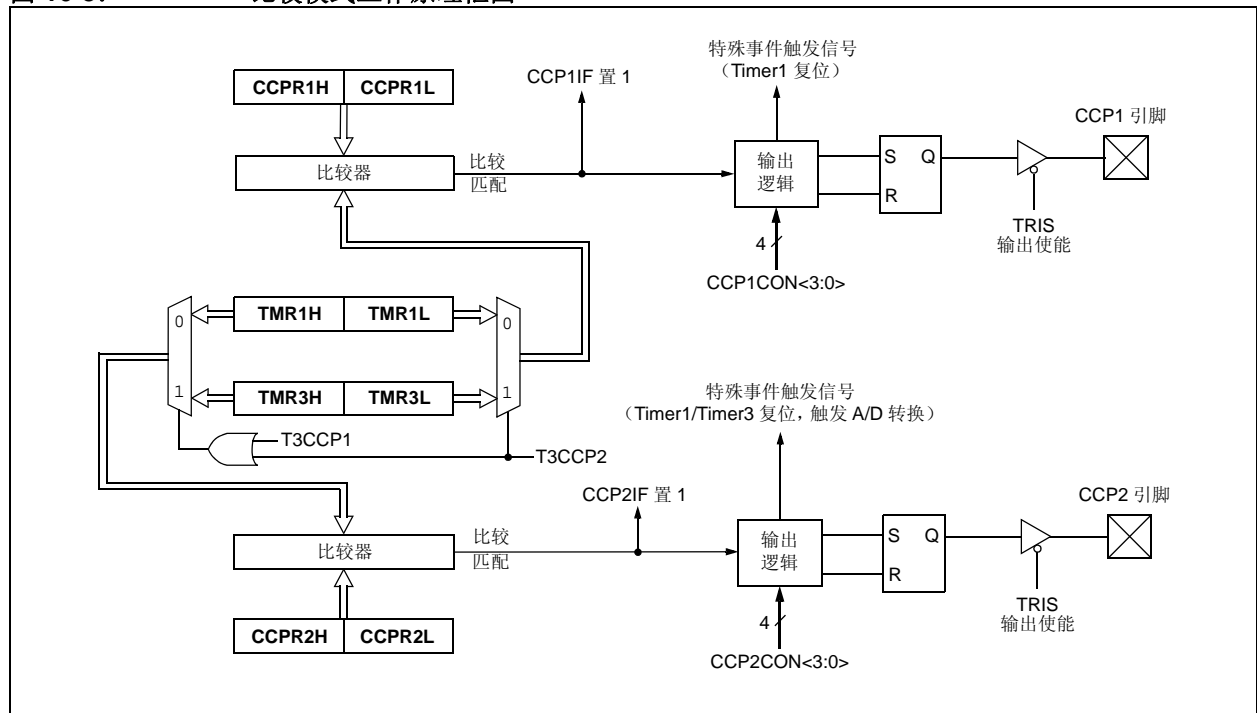 特殊事件触发信号
（Timer1 复位）
CCP1IF 置 1
CCPR1H CCPR1L
CCP1 引脚
比较器
比较
匹配
输出
逻辑
S Q
R
TRIS
输出使能
4
CCP1CON<3:0>
0
TMR1H TMR1L
0
1
TMR3H TMR3L
1
T3CCP1
T3CCP2
特殊事件触发信号
（Timer1/Timer3 复位，触发 A/D 转换）
CCP2IF 置 1
CCP2 引脚
比较器
比较
匹配
输出
逻辑
S Q
R
TRIS
输出使能
4
CCPR2H CCPR2L
CCP2CON<3:0>